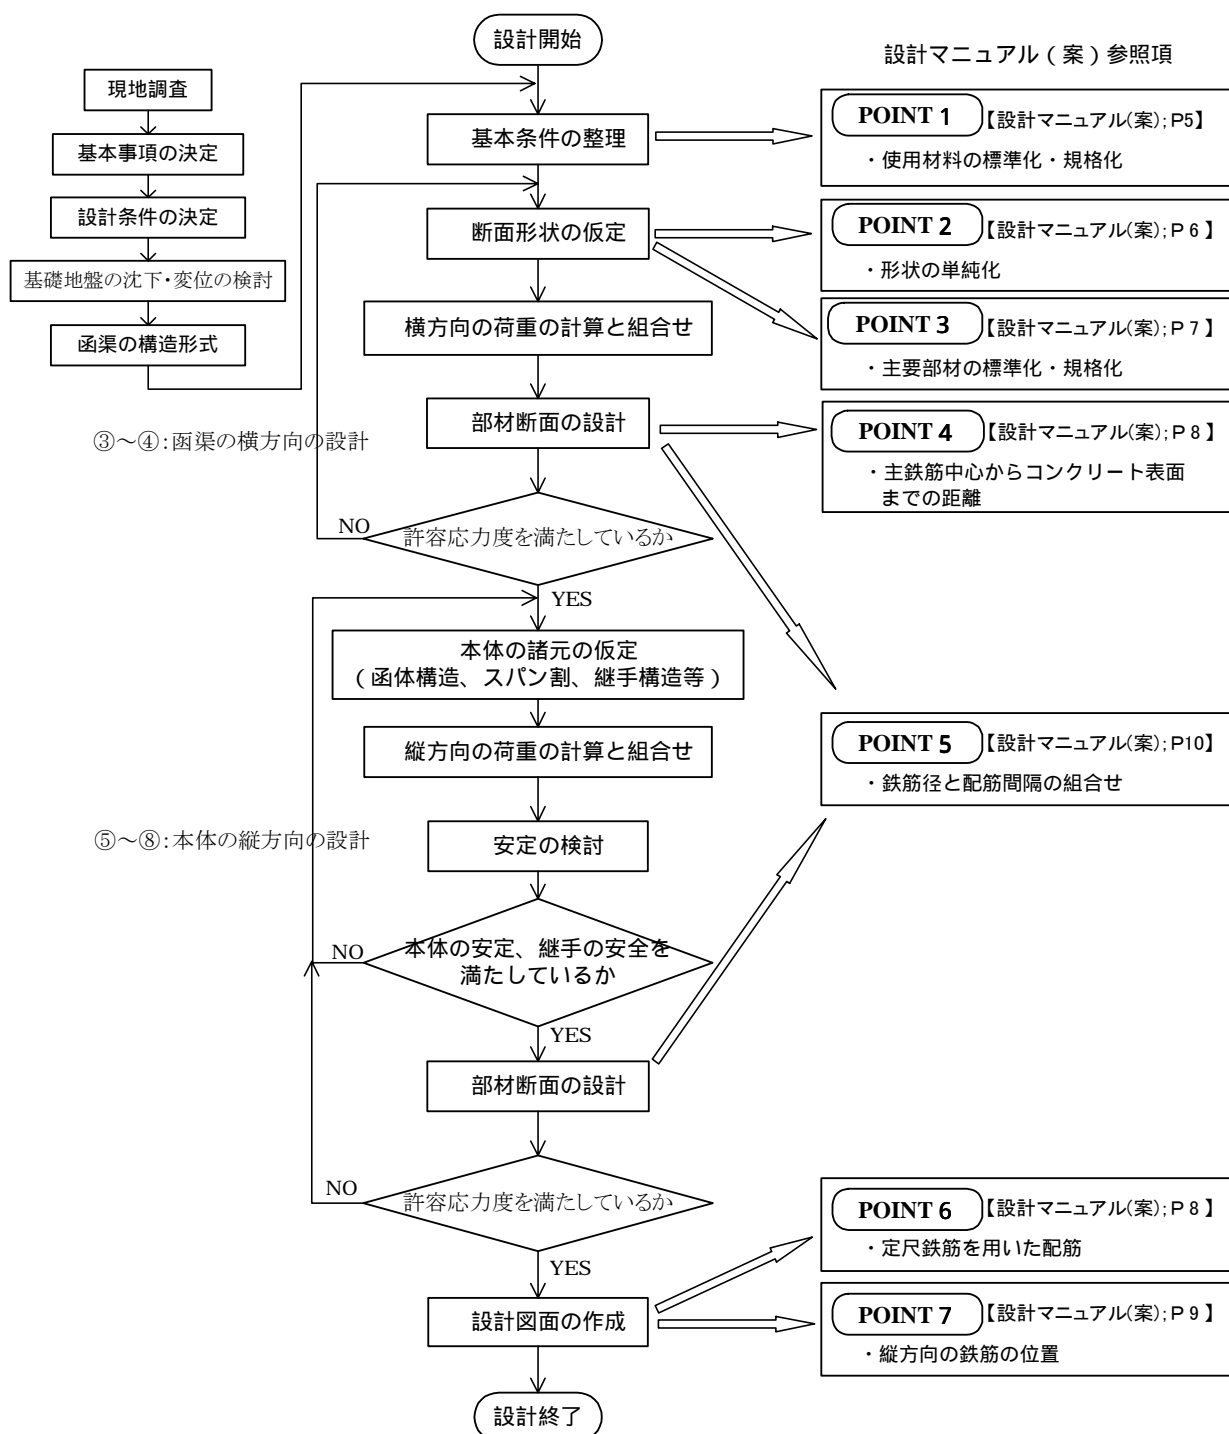 設計開始
設計マニュアル（案）参照項
現地調査
基本事項の決定
設計条件の決定
基礎地盤の沈下・変位の検討
函渠の構造形式
基本条件の整理
POINT 1
【設計マニュアル(案);P5】
・使用材料の標準化・規格化
断面形状の仮定
POINT 2
【設計マニュアル(案);P6】
・形状の単純化
横方向の荷重の計算と組合せ
POINT 3
【設計マニュアル(案);P7】
・主要部材の標準化・規格化
部材断面の設計
③～④:函渠の横方向の設計
POINT 4
【設計マニュアル(案);P8】
・主鉄筋中心からコンクリート表面
までの距離
NO
許容応力度を満たしているか
YES
本体の諸元の仮定
（函体構造、スパン割、継手構造等）
縦方向の荷重の計算と組合せ
POINT 5
【設計マニュアル(案);P10】
・鉄筋径と配筋間隔の組合せ
⑤～⑧:本体の縦方向の設計
安定の検討
NO
本体の安定、継手の安全を
満たしているか
YES
部材断面の設計
NO
許容応力度を満たしているか
YES
POINT 6
【設計マニュアル(案);P8】
・定尺鉄筋を用いた配筋
設計図面の作成
POINT 7
【設計マニュアル(案);P9】
・縦方向の鉄筋の位置
設計終了